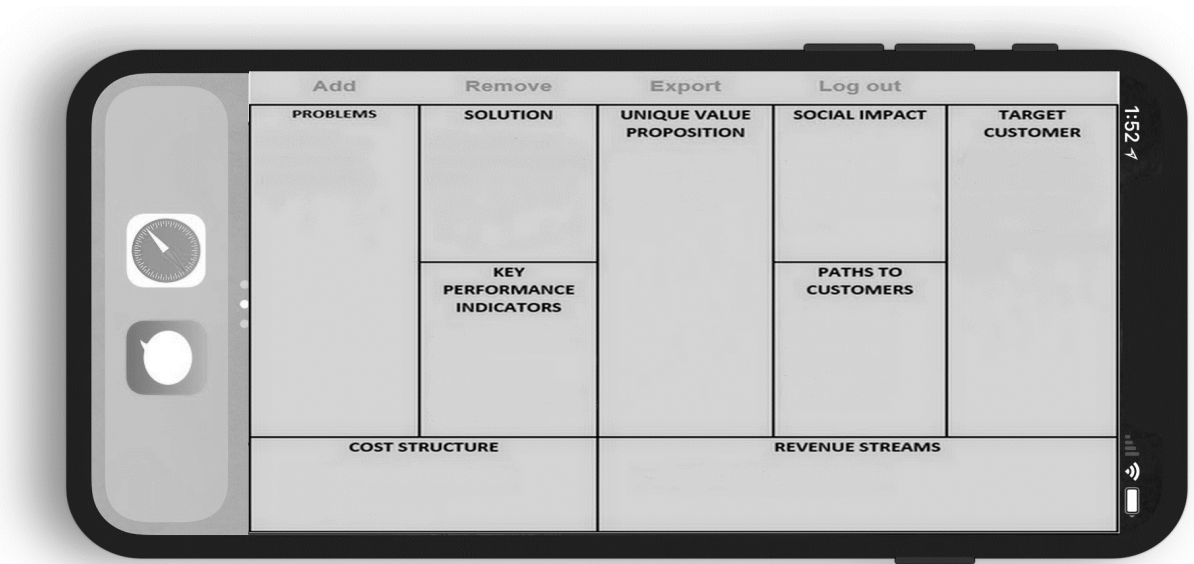 Add Remove Export Log out
PROBLEMS
SOLUTION
UNIQUE VALUE
PROPOSITION
SOCIAL IMPACT
TARGET
CUSTOMER
KEY
PERFORMANCE
INDICATORS
PATHS TO
CUSTOMERS
COST STRUCTURE
REVENUE STREAMS
1:52